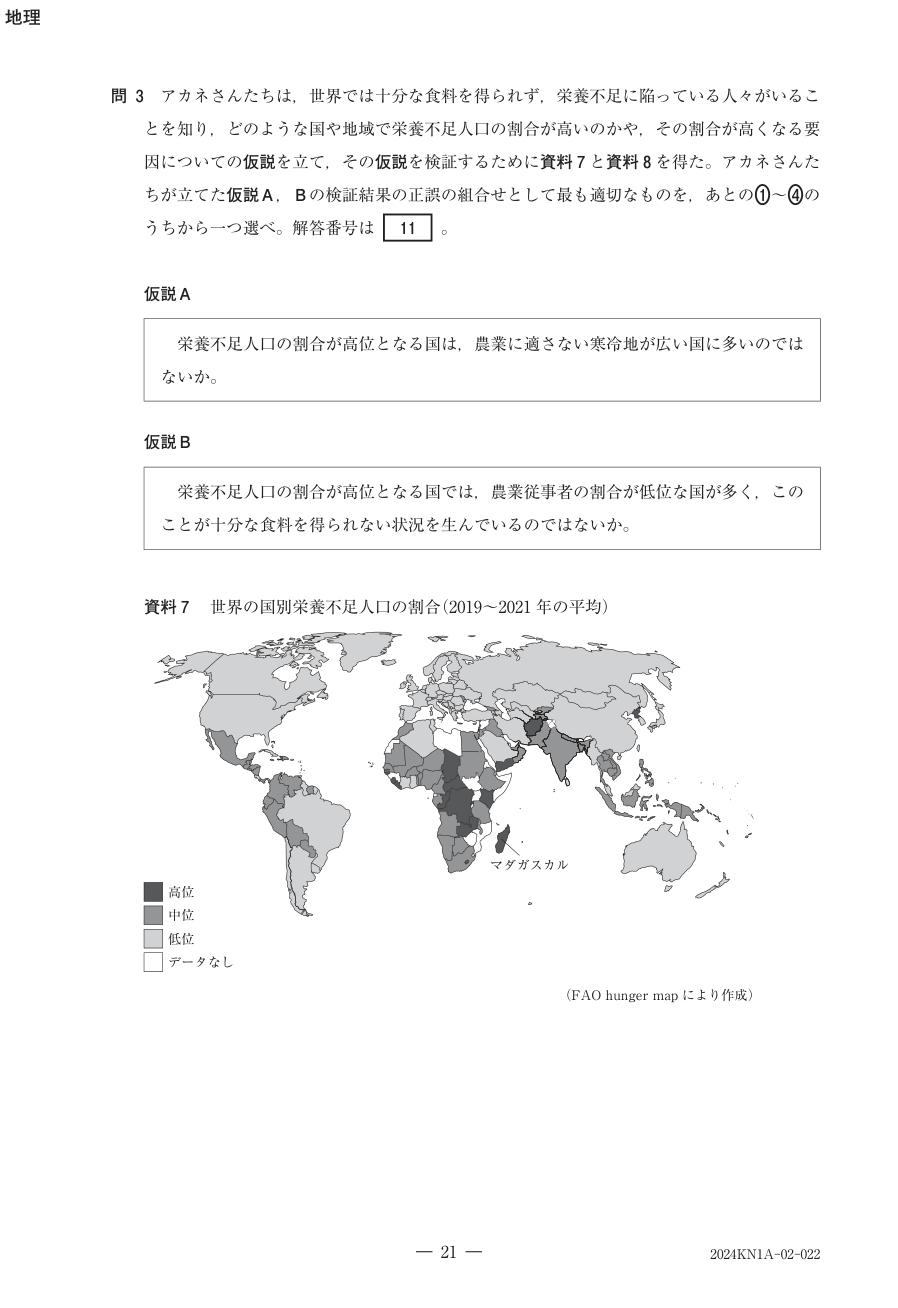 地理
問 3 アカネさんたちは，世界では十分な食料を得られず，栄養不足に陥っている人々がいるこ
とを知り，どのような国や地域で栄養不足人口の割合が高いのかや，その割合が高くなる要
因についての仮説を立て，その仮説を検証するために資料7と資料8を得た。アカネさんた
ちが立てた仮説A，Bの検証結果の正誤の組合せとして最も適切なものを，あとの①～④の
うちから一つ選べ。解答番号は 11 。
仮説A
栄養不足人口の割合が高位となる国は，農業に適さない寒冷地が広い国に多いのでは
ないか。
仮説B
栄養不足人口の割合が高位となる国では，農業従事者の割合が低位な国が多く，この
ことが十分な食料を得られない状況を生んでいるのではないか。
資料7 世界の国別栄養不足人口の割合(2019～2021年の平均)
マダガスカル
高位
中位
低位
データなし
(FAO hunger map により作成)
― 21 ―
2024KN1A-02-022